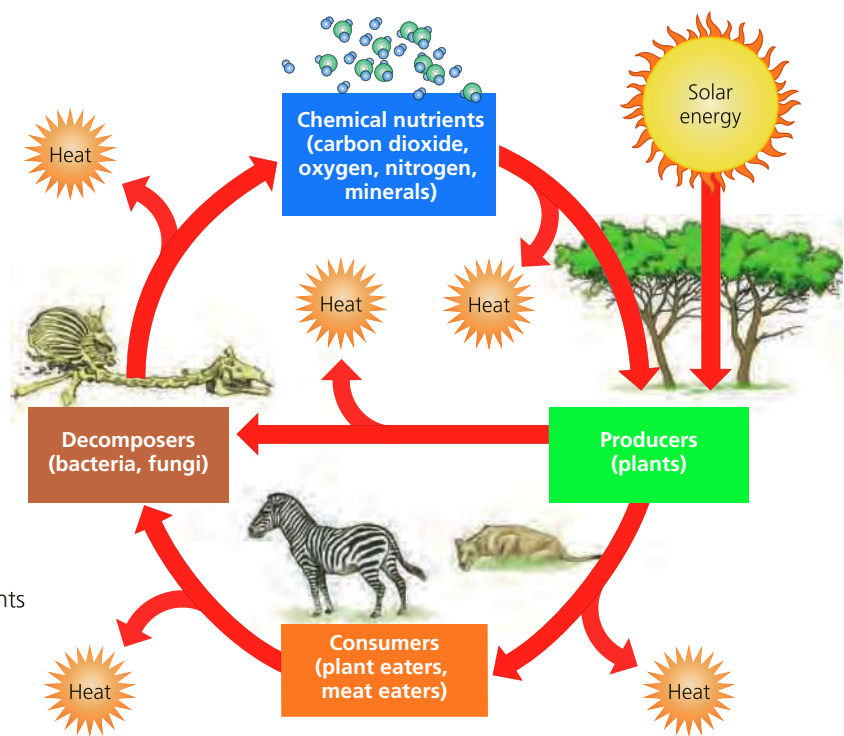 Chemical nutrients
(carbon dioxide,
oxygen, nitrogen,
minerals)
Solar
energy
Heat
Heat
Heat
Decomposers
(bacteria, fungi)
Producers
(plants)
nts
Consumers
(plant eaters,
meat eaters)
Heat
Heat